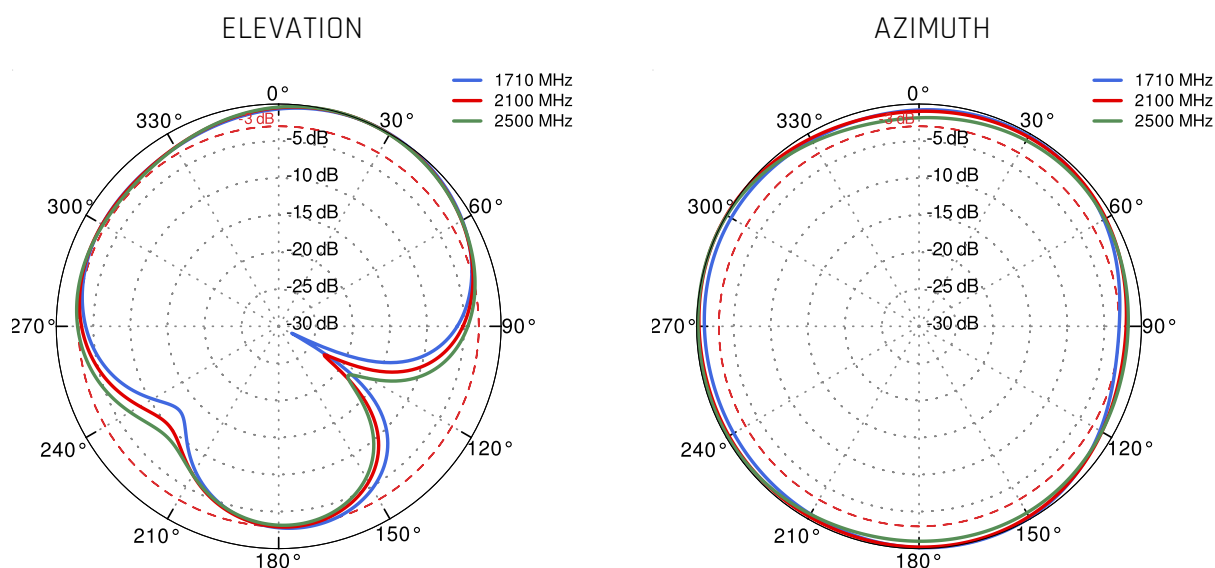 ELEVATION
1710 MHz
2100 MHz
2500 MHz
0°
330°
30°
-3 dB
-5 dB
-10 dB
300°
60°
-15 dB
-20 dB
-25 dB
-30 dB
270°
90°
240°
120°
210°
150°
180°
AZIMUTH
1710 MHz
2100 MHz
2500 MHz
0°
330°
30°
-3 dB
-5 dB
-10 dB
300°
60°
-15 dB
-20 dB
-25 dB
-30 dB
270°
90°
240°
120°
210°
150°
180°